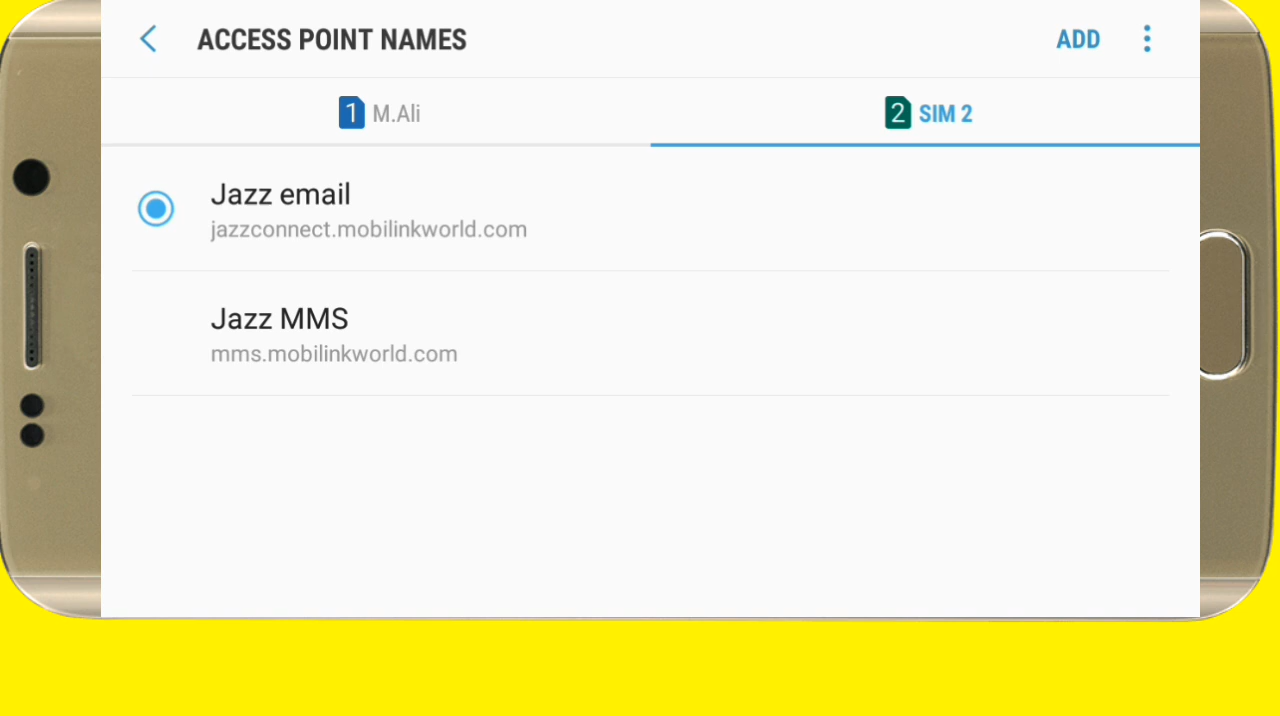 ACCESS POINT NAMES
ADD
1 M.Ali
2 SIM 2
Jazz email
jazzconnect.mobilinkworld.com
Jazz MMS
mms.mobilinkworld.com